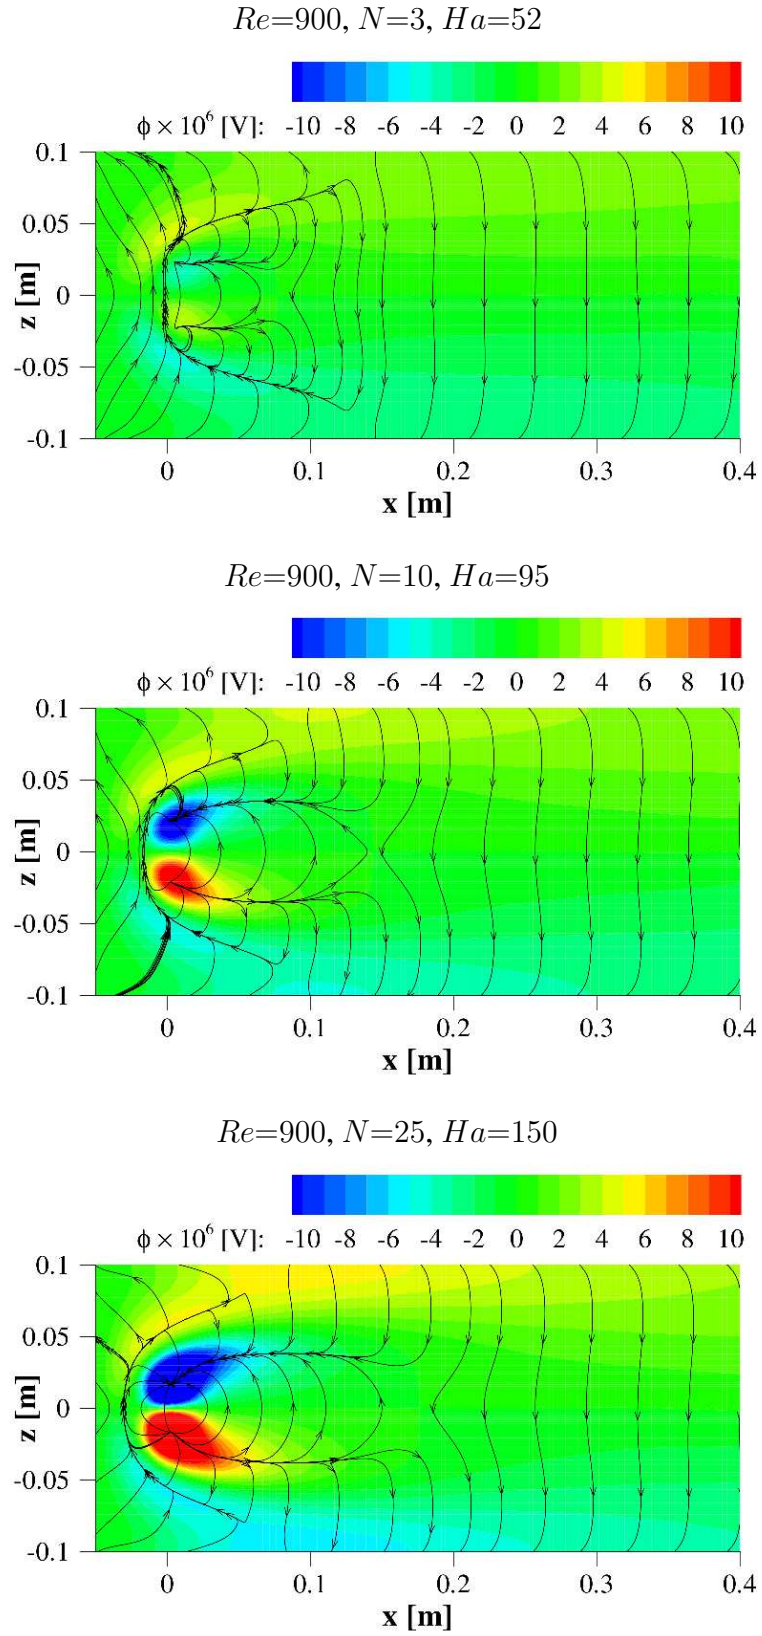 Re=900, N=3, Ha=52
ϕ × 10⁶ [V]: -10 -8 -6 -4 -2 0 2 4 6 8 10
0.1
0.05
0
-0.05
-0.1
z [m]
0 0.1 0.2 0.3 0.4
x [m]
Re=900, N=10, Ha=95
ϕ × 10⁶ [V]: -10 -8 -6 -4 -2 0 2 4 6 8 10
0.1
0.05
0
-0.05
-0.1
z [m]
0 0.1 0.2 0.3 0.4
x [m]
Re=900, N=25, Ha=150
ϕ × 10⁶ [V]: -10 -8 -6 -4 -2 0 2 4 6 8 10
0.1
0.05
0
-0.05
-0.1
z [m]
0 0.1 0.2 0.3 0.4
x [m]